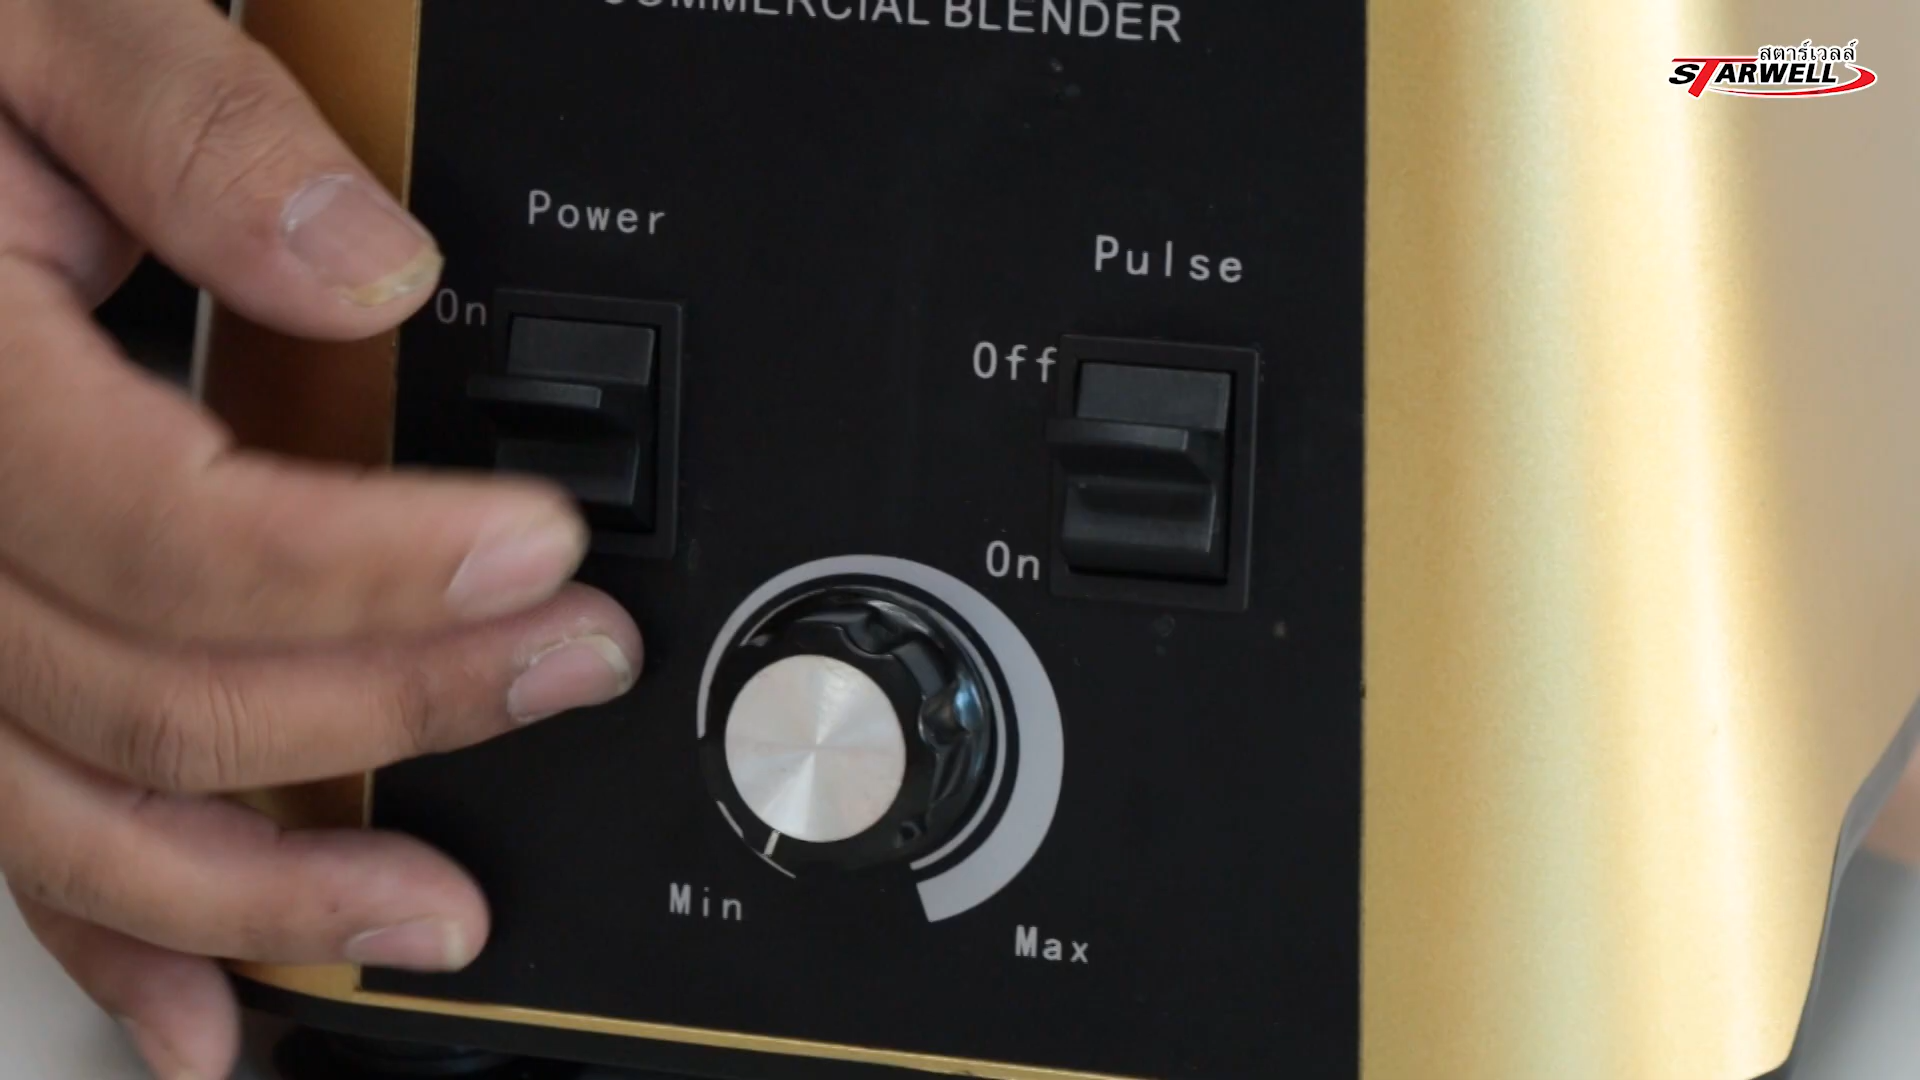 COMMERCIAL BLENDER
สตาร์เวลล์
STARWELL
Power
Pulse
On
Off
On
Min
Max